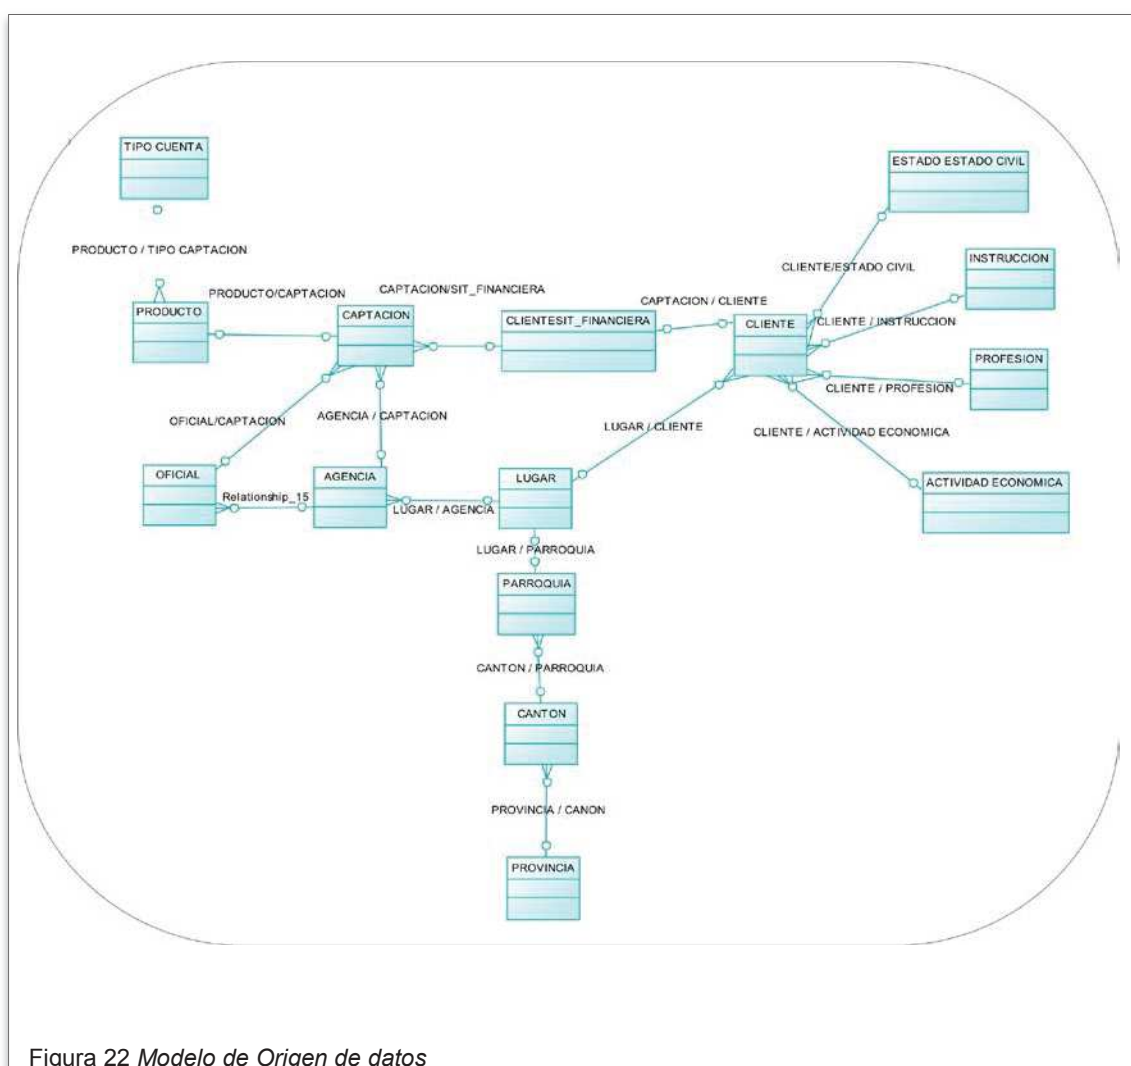 TIPO CUENTA
ESTADO ESTADO CIVIL
PRODUCTO / TIPO CAPTACION
INSTRUCCION
CLIENTE/ESTADO CIVIL
CAPTACION/SIT_FINANCIERA
PRODUCTO/CAPTACION
CAPTACION / CLIENTE
PRODUCTO
CAPTACION
CLIENTESIT_FINANCIERA
CLIENTE
CLIENTE / INSTRUCCION
PROFESION
CLIENTE / PROFESION
AGENCIA / CAPTACION
OFICIAL/CAPTACION
LUGAR / CLIENTE
CLIENTE / ACTIVIDAD ECONOMICA
OFICIAL
AGENCIA
LUGAR
ACTIVIDAD ECONOMICA
Relationship_15
LUGAR / AGENCIA
LUGAR / PARROQUIA
PARROQUIA
CANTON / PARROQUIA
CANTON
PROVINCIA / CANON
PROVINCIA
Figura 22 Modelo de Origen de datos